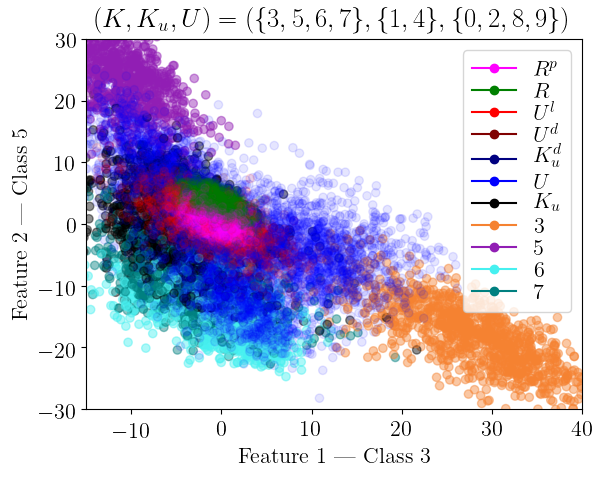 (K, K_u, U) = ({3, 5, 6, 7}, {1, 4}, {0, 2, 8, 9})
30
20
10
0
−10
−20
−30
Feature 2 — Class 5
R^p
R
U^l
U^d
K_u^d
U
K_u
3
5
6
7
−10
0
10
20
30
40
Feature 1 — Class 3